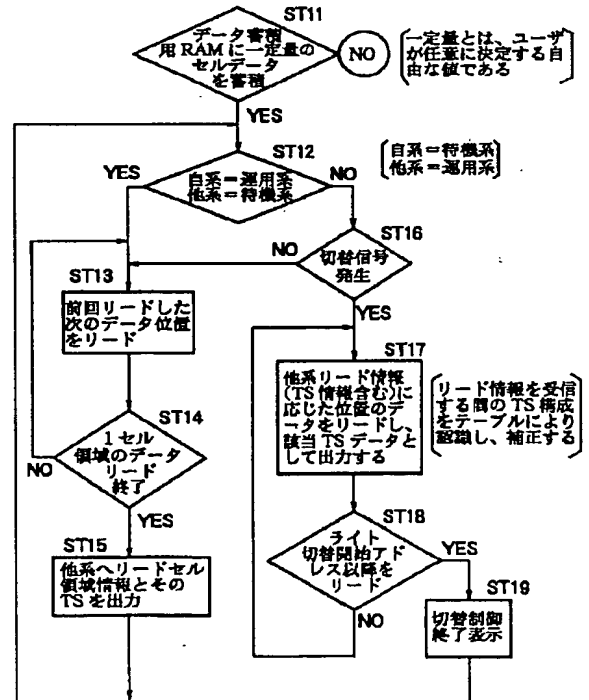 ST11
データ蓄積
用 RAM に一定量の
セルデータ
を蓄積
NO
一定量とは、ユーザ
が任意に決定する自
由な値である
YES
ST12
自系＝運用系
他系＝待機系
YES
NO
自系＝待機系
他系＝運用系
ST16
切替信号
発生
NO
YES
ST13
前回リードした
次のデータ位置
をリード
ST14
1セル
領域のデータ
リード
終了
NO
YES
ST15
他系へリードセル
領域情報とその
TS を出力
ST17
他系リード情報
(TS 情報含む)に
応じた位置のデ
ータをリードし、
該当 TS データと
して出力する
リード情報を受信
する間の TS 構成
をテーブルにより
認識し、補正する
ST18
ライト
切替開始アド
レス以降を
リード
YES
NO
ST19
切替制御
終了表示